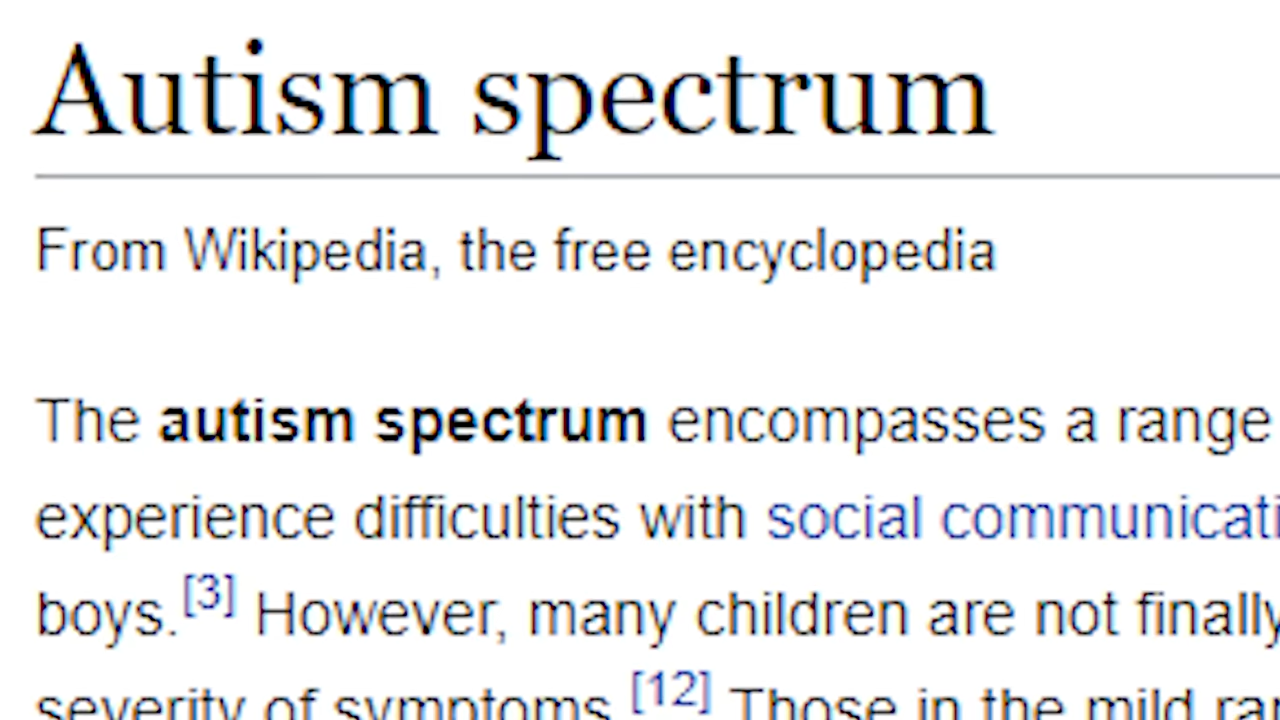 Autism spectrum
From Wikipedia, the free encyclopedia
The autism spectrum encompasses a range
experience difficulties with social
boys.[3] However, many children are not finally
severity of symptoms.[12] Those in the mild